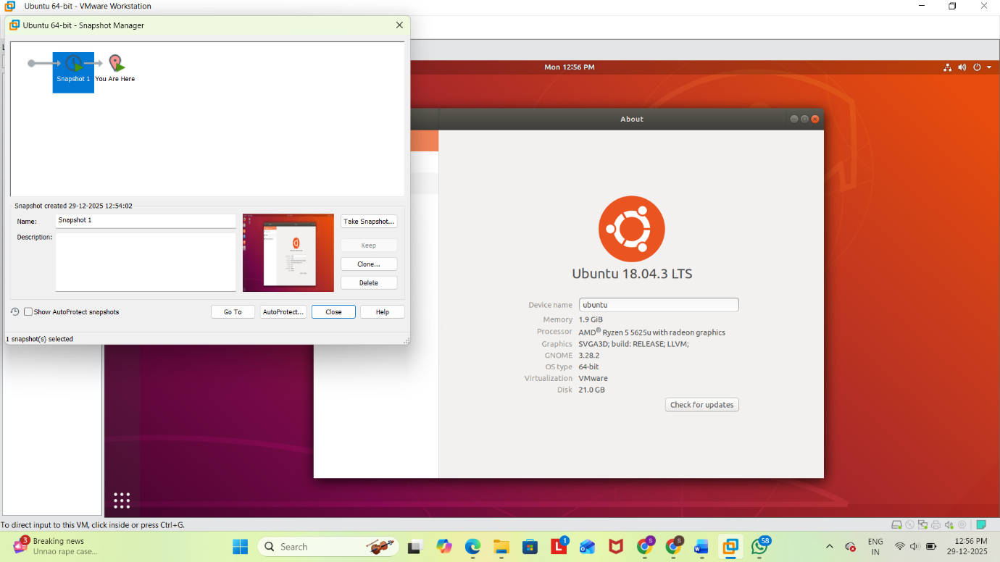 Ubuntu 64-bit - VMware Workstation
Ubuntu 64-bit - Snapshot Manager
L
Snapshot 1
You Are Here
Snapshot created 29-12-2025 12:54:02
Name:
Snapshot 1
Description:
Take Snapshot...
Keep
Clone...
Delete
Show AutoProtect snapshots
Go To
AutoProtect...
Close
Help
1 snapshot(s) selected
Mon 12:56 PM
About
Ubuntu 18.04.3 LTS
Device name ubuntu
Memory 1.9 GiB
Processor AMD® Ryzen 5 5625u with radeon graphics
Graphics SVGA3D; build: RELEASE; LLVM;
GNOME 3.28.2
OS type 64-bit
Virtualization VMware
Disk 21.0 GB
Check for updates
To direct input to this VM, click inside or press Ctrl+G.
3
Breaking news
Unnao rape case...
Search
L
1
S
S
W
58
ENG
IN
12:56 PM
29-12-2025